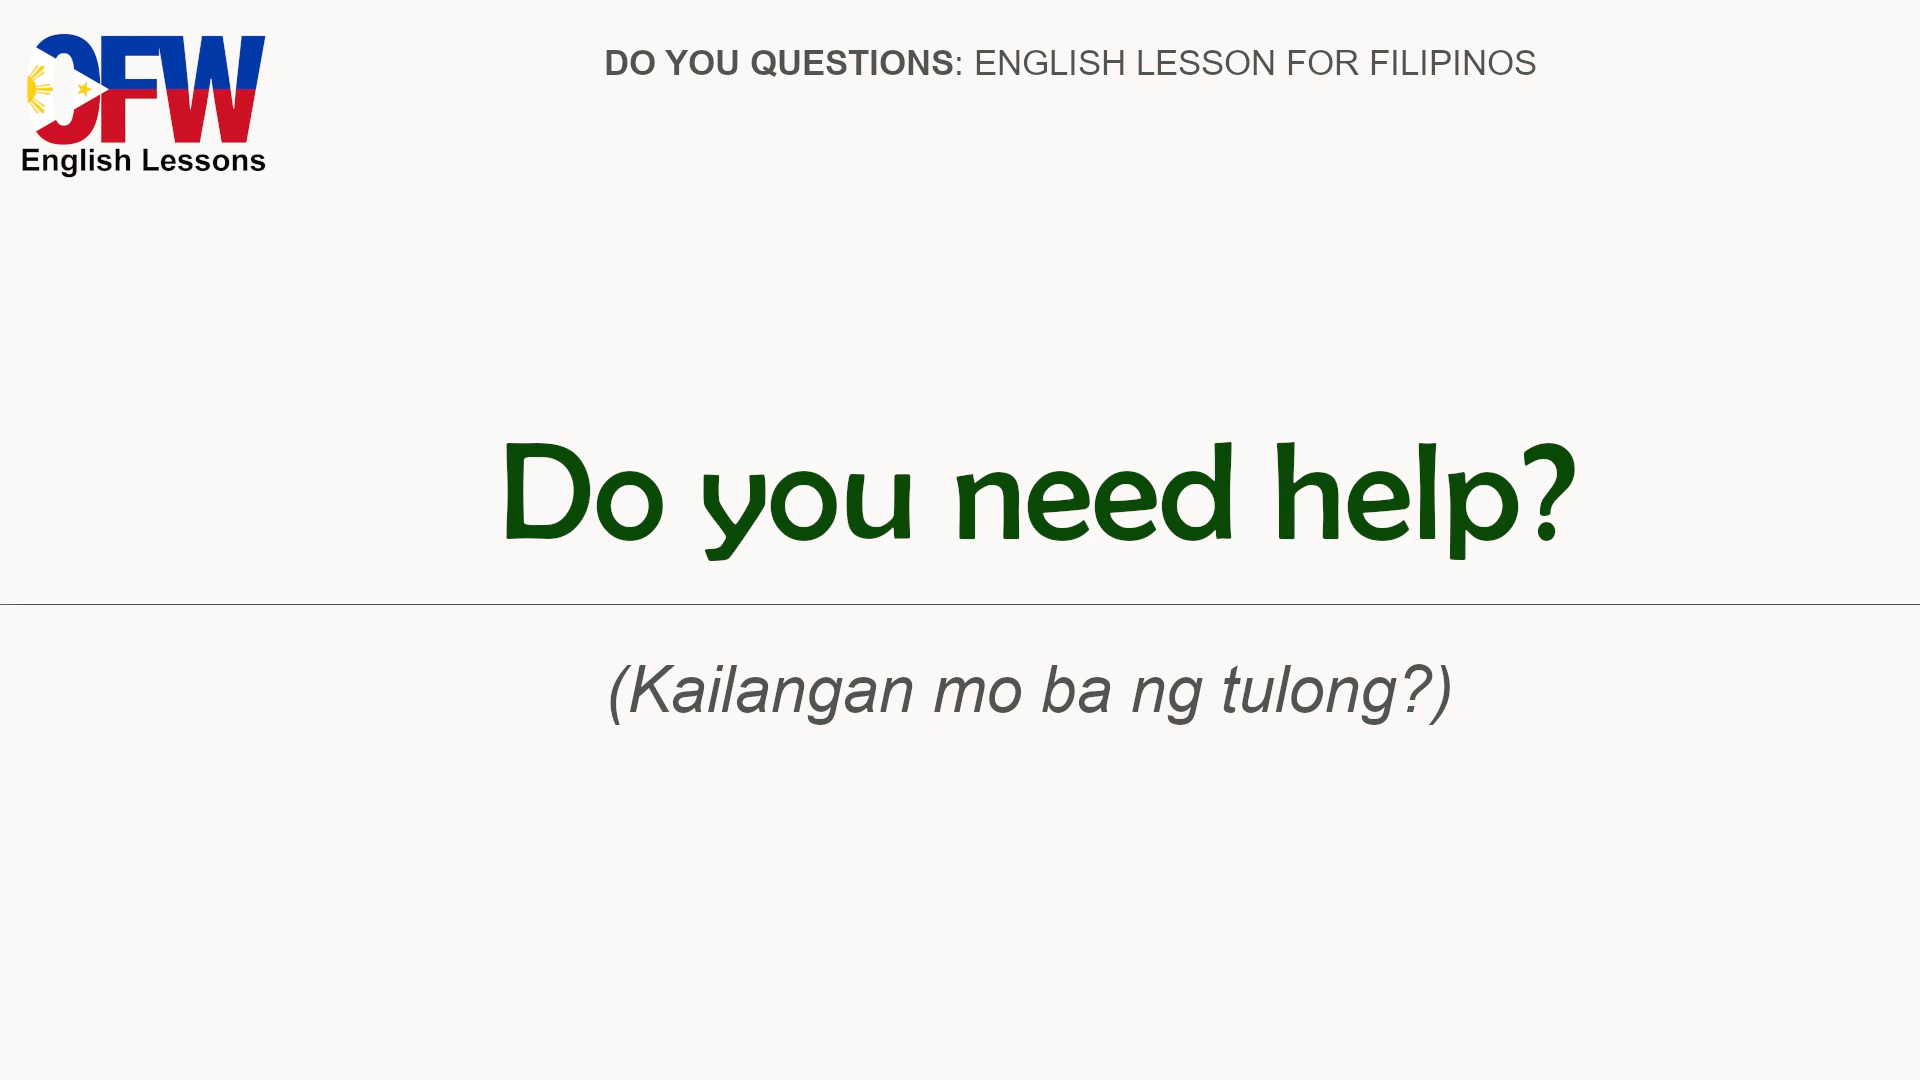 OFW
English Lessons
DO YOU QUESTIONS: ENGLISH LESSON FOR FILIPINOS
Do you need help?
(Kailangan mo ba ng tulong?)